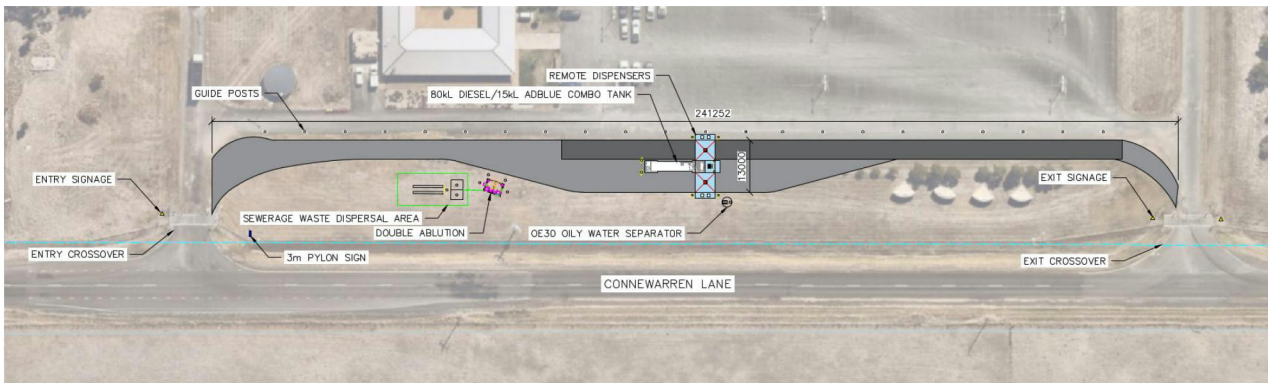 REMOTE DISPENSERS
80kL DIESEL/15kL ADBLUE COMBO TANK
GUIDE POSTS
241252
13000
ENTRY SIGNAGE
EXIT SIGNAGE
SEWERAGE WASTE DISPERSAL AREA
DOUBLE ABLUTION
OE30 OILY WATER SEPARATOR
ENTRY CROSSOVER
3m PYLON SIGN
EXIT CROSSOVER
CONNEWARREN LANE